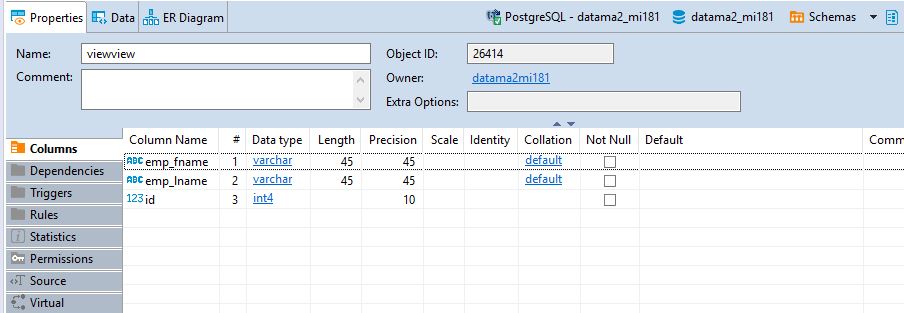 Properties Data ER Diagram PostgreSQL - datama2_mi181 datama2_mi181 Schemas
Name: viewview Object ID: 26414
Comment: Owner: datama2mi181
Extra Options:
Column Name # Data type Length Precision Scale Identity Collation Not Null Default Comm
Columns
ABC emp_fname 1 varchar 45 45 default
Dependencies
ABC emp_lname 2 varchar 45 45 default
Triggers
123 id 3 int4 10
Rules
Statistics
Permissions
Source
Virtual